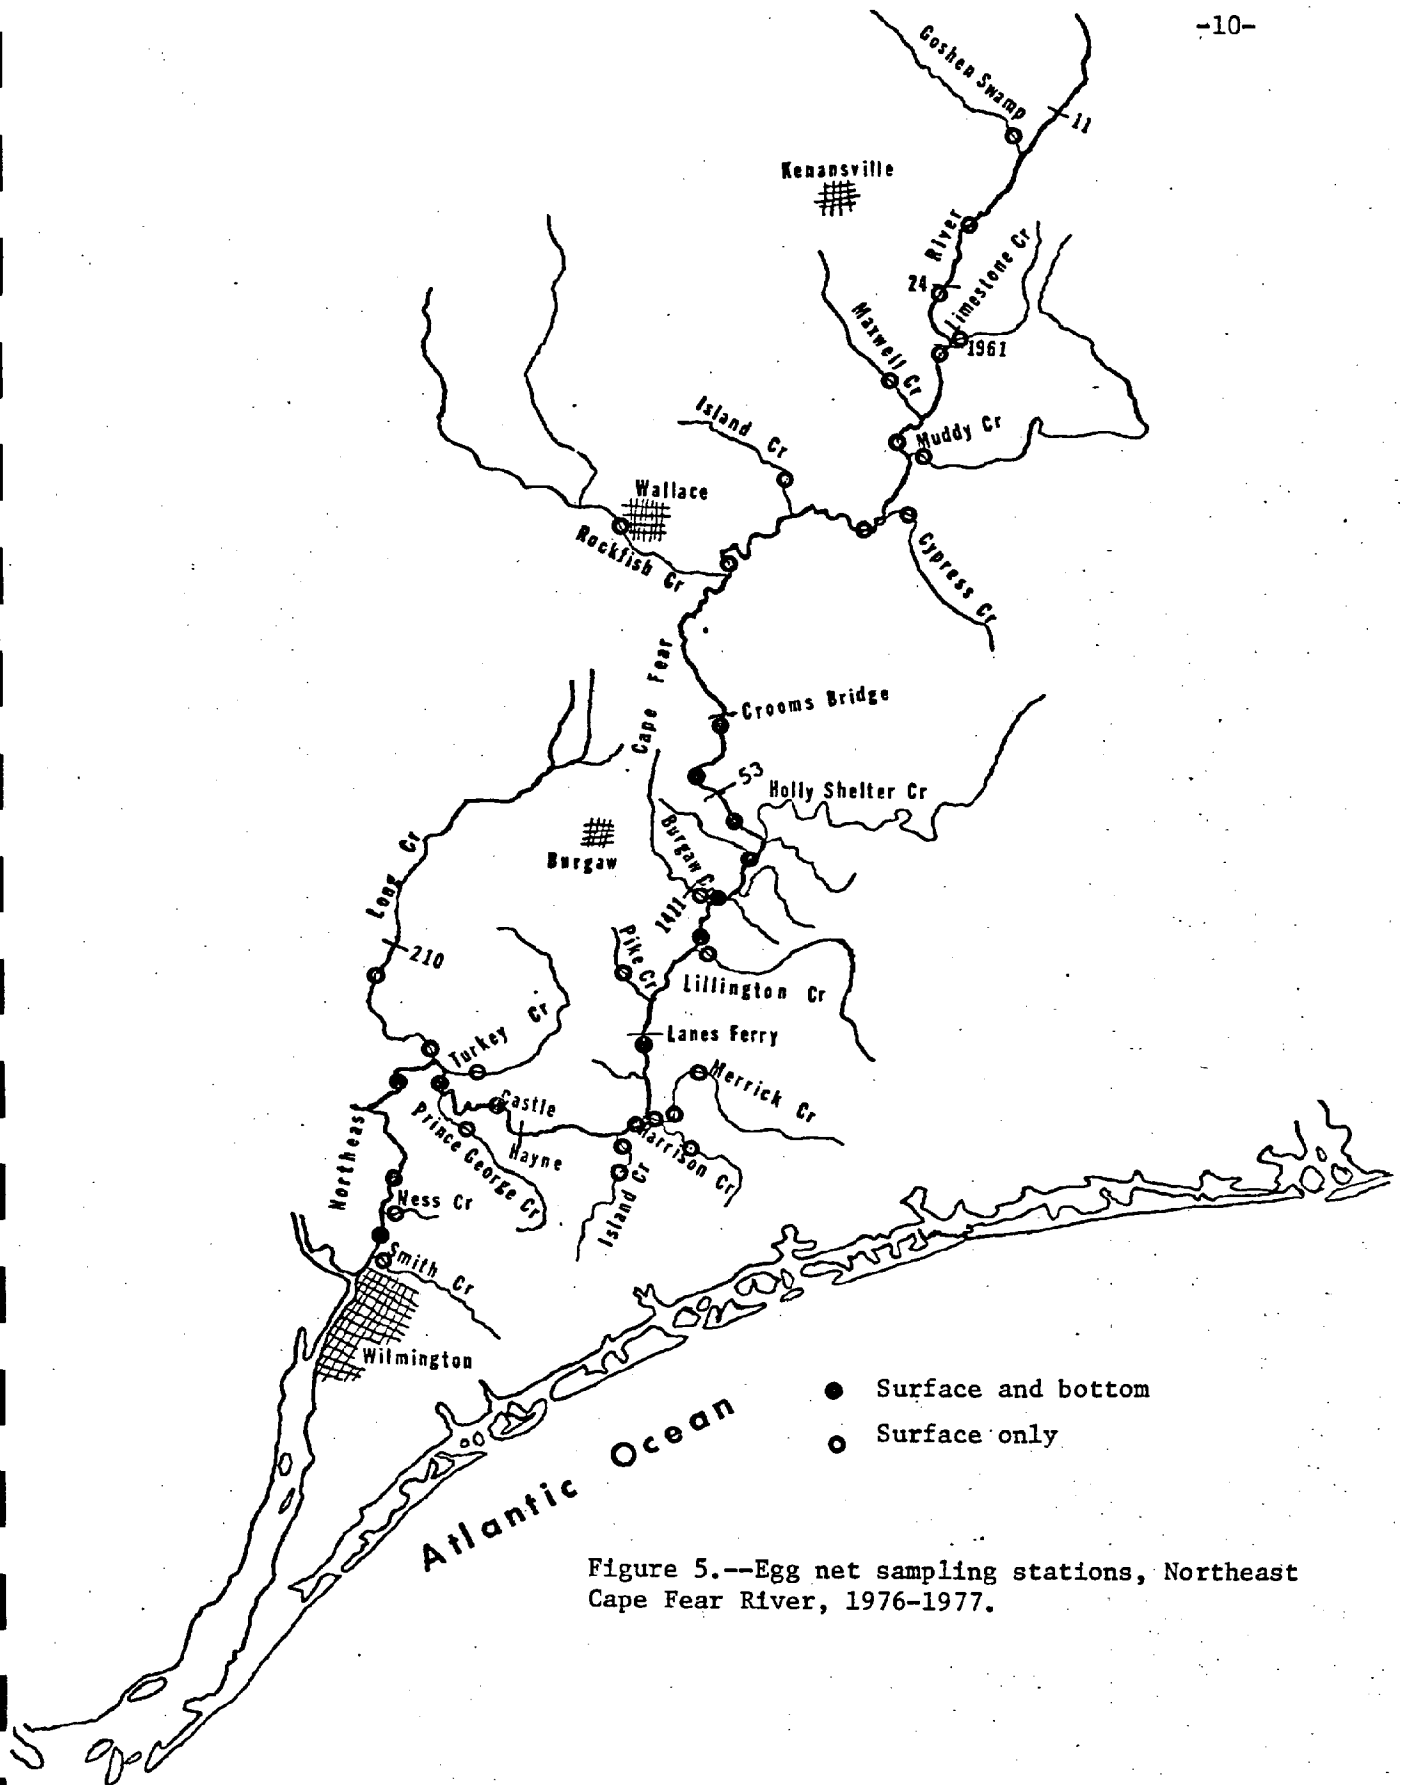 -10-
Goshen Swamp
11
Kenansville
River
Limestone Cr
24
1961
Maxwell Cr
Island Cr
Muddy Cr
Wallace
Rockfish Cr
Cypress Cr
Cape Fear
Crooms Bridge
53
Holly Shelter Cr
Burgaw
Burgaw C
1411
Long Cr
210
Pike Cr
Lillington Cr
Lanes Ferry
Turkey Cr
Merrick Cr
Castle
Hayne
Prince George Cr
Harrison Cr
Island Cr
Northeast
Ness Cr
Smith Cr
Wilmington
Atlantic Ocean
Surface and bottom
Surface only
Figure 5.--Egg net sampling stations, Northeast
Cape Fear River, 1976-1977.